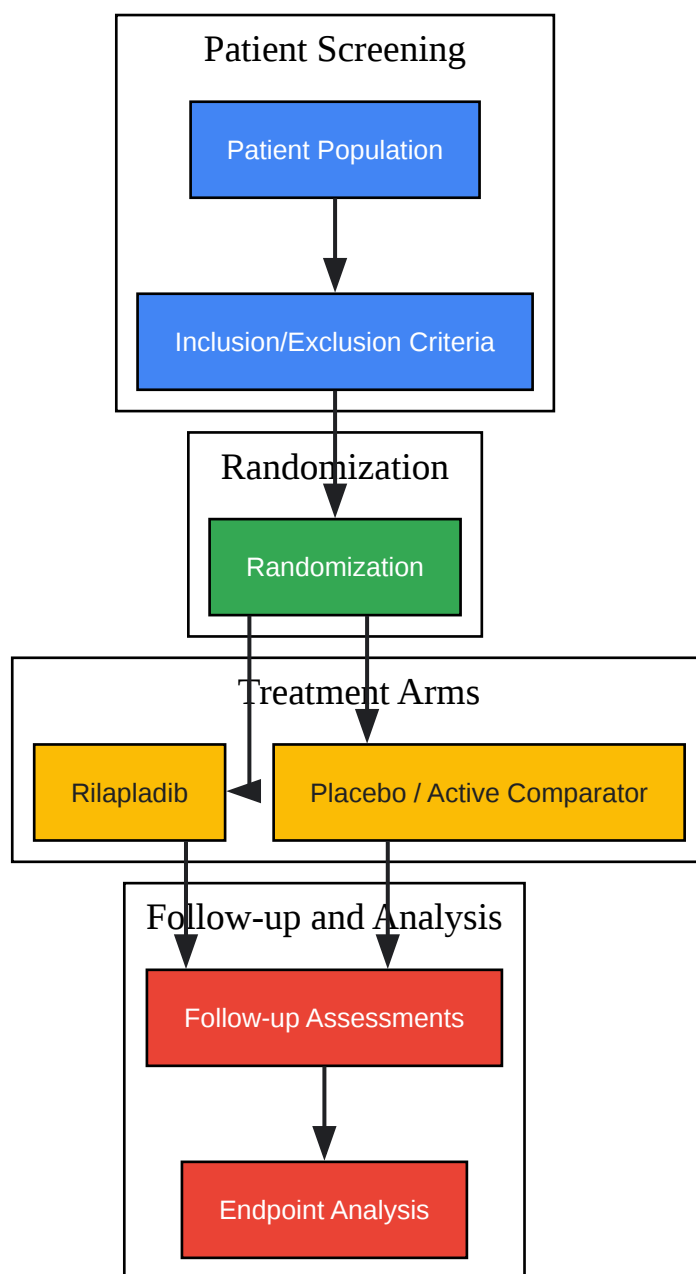 Patient Screening
Patient Population
Inclusion/Exclusion Criteria
Randomization
Randomization
Treatment Arms
Rilapladib
Placebo / Active Comparator
Follow-up and Analysis
Follow-up Assessments
Endpoint Analysis